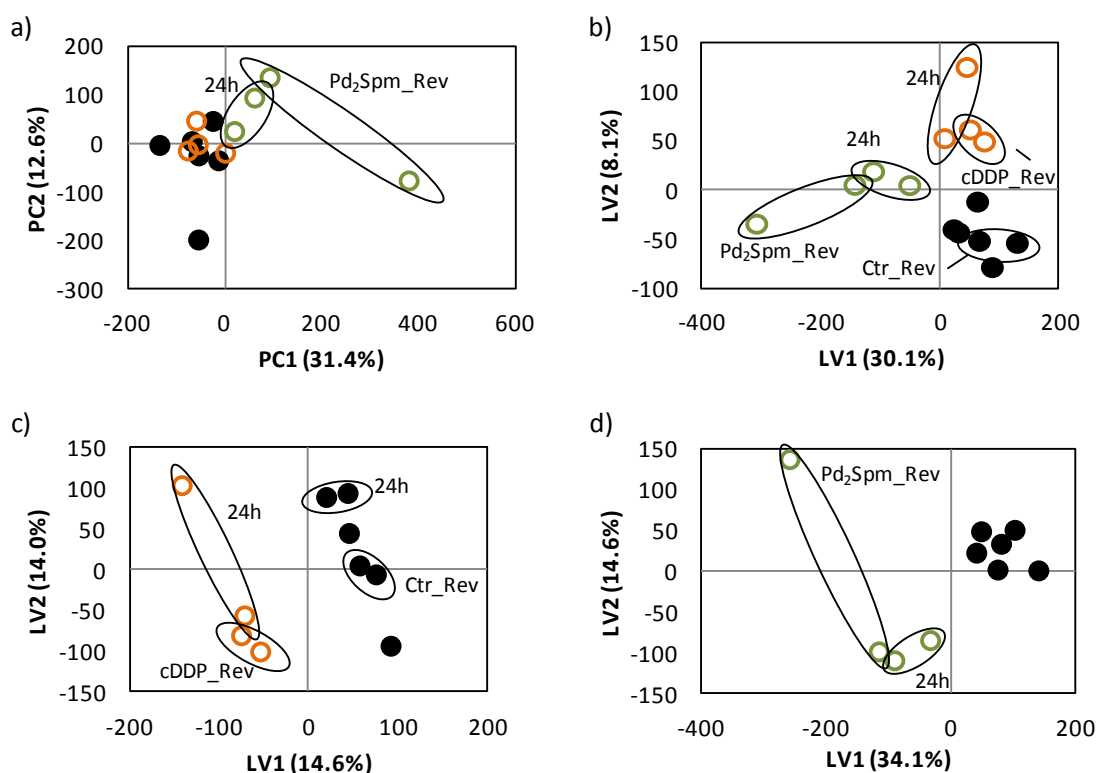 a)
200
100
0
-100
-200
-300
PC2 (12.6%)
24h
Pd₂Spm_Rev
-200 0 200 400 600
PC1 (31.4%)
b)
150
100
50
0
-50
-100
LV2 (8.1%)
24h
24h
cDDP_Rev
Pd₂Spm_Rev
Ctr_Rev
-400 -200 0 200
LV1 (30.1%)
c)
150
100
50
0
-50
-100
-150
LV2 (14.0%)
24h
24h
Ctr_Rev
cDDP_Rev
-200 -100 0 100 200
LV1 (14.6%)
d)
150
100
50
0
-50
-100
-150
LV2 (14.6%)
Pd₂Spm_Rev
24h
-400 -200 0 200
LV1 (34.1%)